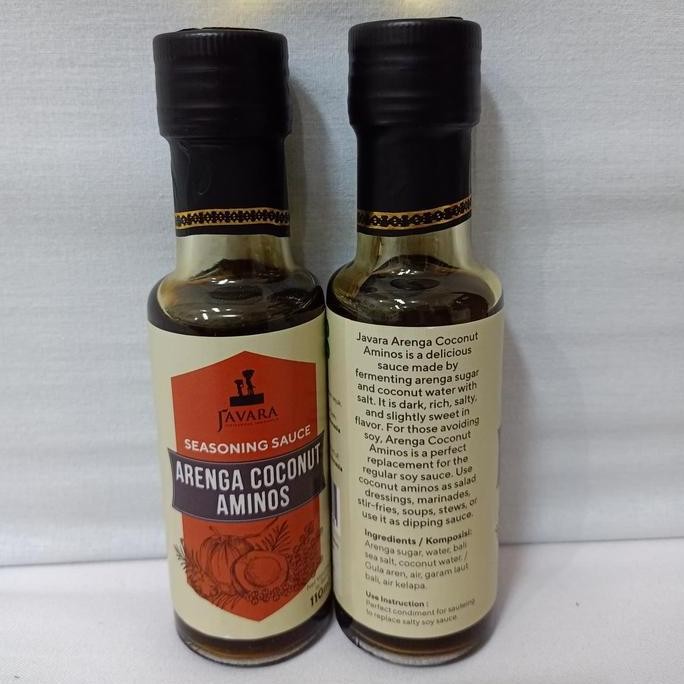 JAVARA
SEASONING SAUCE
ARENGA COCONUT
AMINOS
110
Javara Arenga Coconut
Aminos is a delicious
sauce made by
fermenting arenga sugar
and coconut water with
salt. It is dark, rich, salty,
and slightly sweet in
flavor. For those avoiding
soy, Arenga Coconut
Aminos is a perfect
replacement for the
regular soy sauce. Use
coconut aminos as salad
dressings, marinades,
stir-fries, soups, stews, or
use it as dipping sauce.
Ingredients / Komposisi:
Arenga sugar, water, bali
sea salt, coconut water /
Gula aren, air, garam laut
bali, air kelapa.
Use Instruction :
Perfect condiment for sauteing
to replace salty soy sauce.